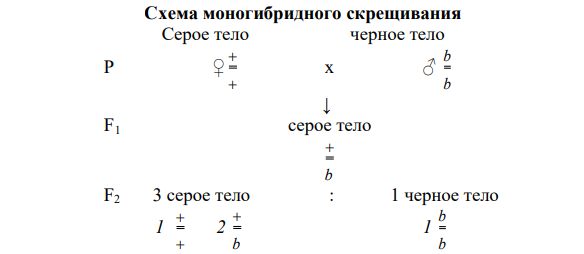 Схема моногибридного скрещивания
Серое тело черное тело
+ b
P ♀ = x ♂ =
+ b
↓
F₁ серое тело
+
=
b
F₂ 3 серое тело : 1 черное тело
+ + b
1 = 2 = 1 =
+ b b